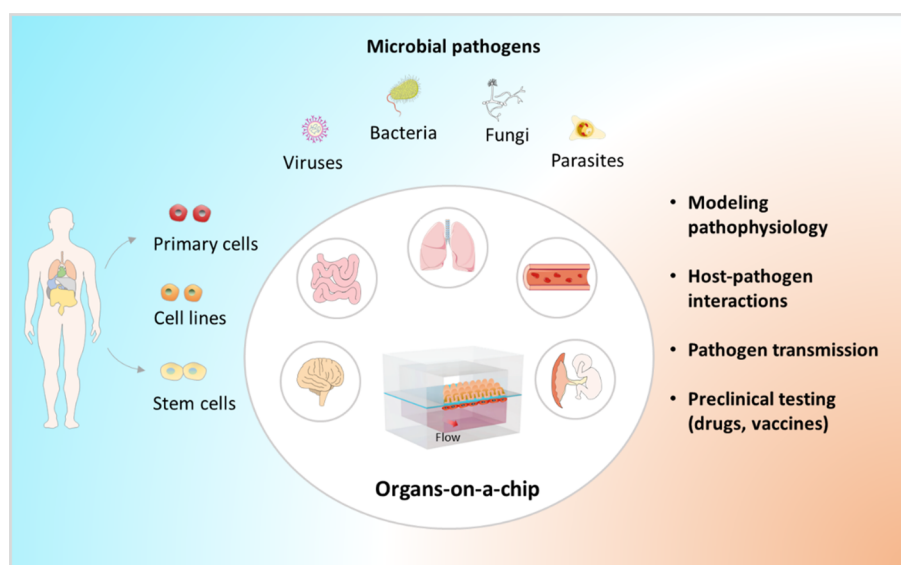 Microbial pathogens
Viruses
Bacteria
Fungi
Parasites
Primary cells
Cell lines
Stem cells
Flow
Organs-on-a-chip
• Modeling
pathophysiology
• Host-pathogen
interactions
• Pathogen transmission
• Preclinical testing
(drugs, vaccines)